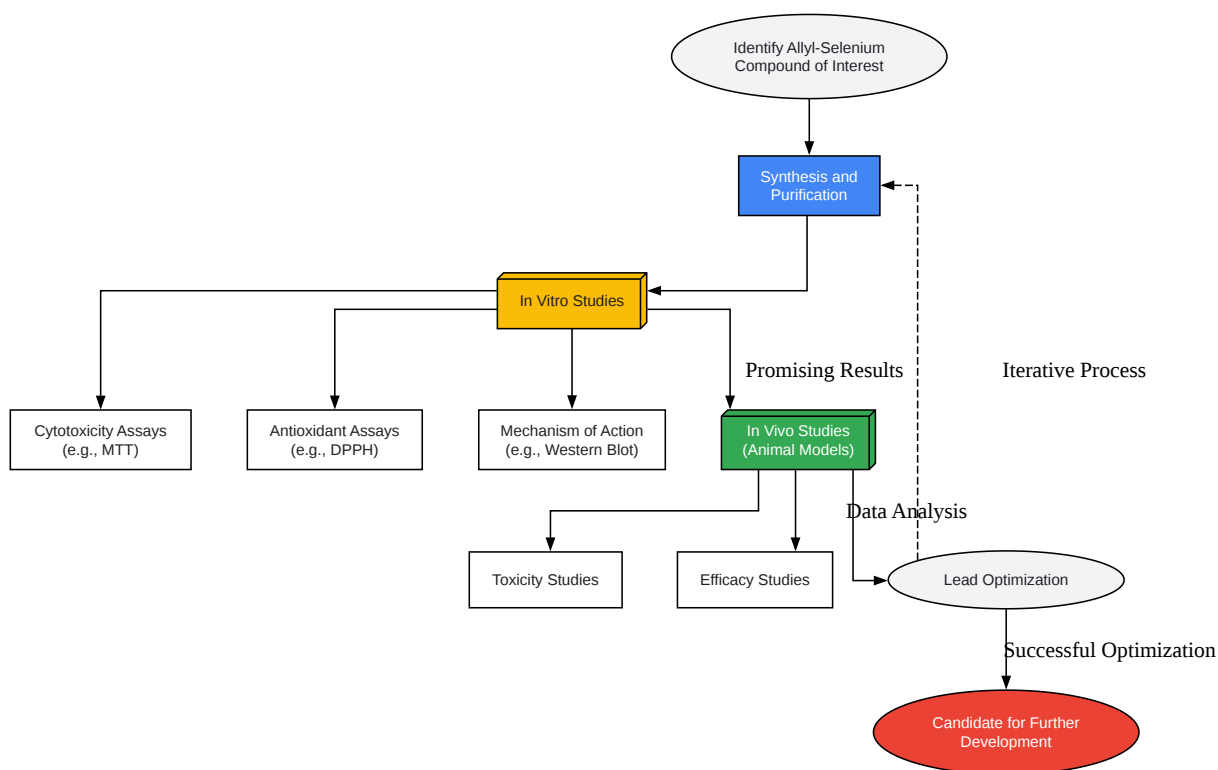 Identify Allyl-Selenium
Compound of Interest
Synthesis and
Purification
In Vitro Studies
Promising Results
Iterative Process
Cytotoxicity Assays
(e.g., MTT)
Antioxidant Assays
(e.g., DPPH)
Mechanism of Action
(e.g., Western Blot)
In Vivo Studies
(Animal Models)
Data Analysis
Toxicity Studies
Efficacy Studies
Lead Optimization
Successful Optimization
Candidate for Further
Development